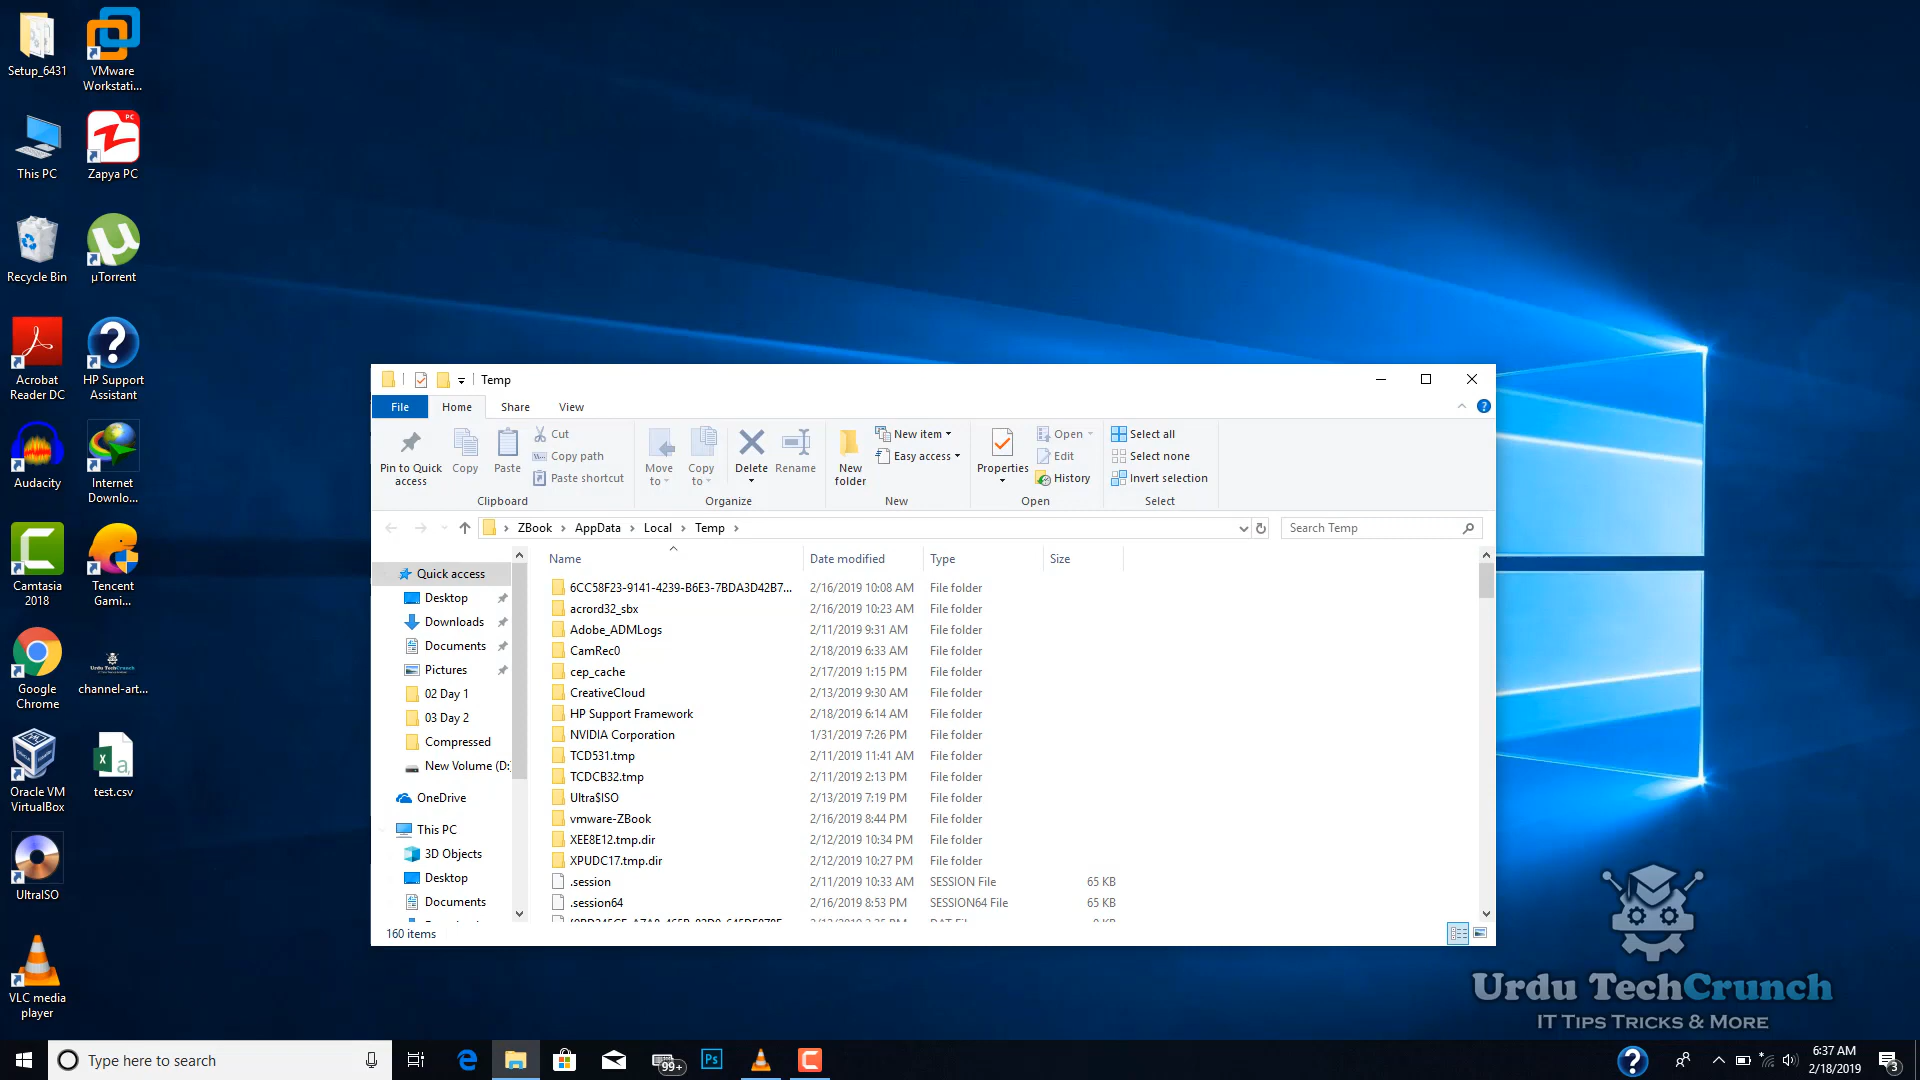 Setup_6431
VMware
Workstati...
This PC
PC
Zapya PC
Recycle Bin
µTorrent
Acrobat
Reader DC
HP Support
Assistant
Audacity
Internet
Downlo...
Camtasia
2018
Tencent
Gami...
Google
Chrome
Urdu TechCrunch
channel-art...
Oracle VM
VirtualBox
test.csv
UltraISO
VLC media
player
Temp
File
Home
Share
View
Pin to Quick
access
Copy
Paste
Cut
Copy path
Paste shortcut
Clipboard
Move
to
Copy
to
Delete
Rename
Organize
New
folder
New item
Easy access
New
Properties
Open
Edit
History
Open
Select all
Select none
Invert selection
Select
ZBook > AppData > Local > Temp >
Search Temp
Name Date modified Type Size
Quick access
Desktop
Downloads
Documents
Pictures
02 Day 1
03 Day 2
Compressed
New Volume (D:
OneDrive
This PC
3D Objects
Desktop
Documents
6CC58F23-9141-4239-B6E3-7BDA3D42B7... 2/16/2019 10:08 AM File folder
acrord32_sbx 2/16/2019 10:23 AM File folder
Adobe_ADMLogs 2/11/2019 9:31 AM File folder
CamRec0 2/18/2019 6:33 AM File folder
cep_cache 2/17/2019 1:15 PM File folder
CreativeCloud 2/13/2019 9:30 AM File folder
HP Support Framework 2/18/2019 6:14 AM File folder
NVIDIA Corporation 1/31/2019 7:26 PM File folder
TCD531.tmp 2/11/2019 11:41 AM File folder
TCDCB32.tmp 2/11/2019 2:13 PM File folder
Ultra$ISO 2/13/2019 7:19 PM File folder
vmware-ZBook 2/16/2019 8:44 PM File folder
XEE8E12.tmp.dir 2/12/2019 10:34 PM File folder
XPUDC17.tmp.dir 2/12/2019 10:27 PM File folder
.session 2/11/2019 10:33 AM SESSION File 65 KB
.session64 2/16/2019 8:53 PM SESSION64 File 65 KB
160 items
Urdu TechCrunch
IT Tips Tricks & More
Type here to search
99+
Ps
6:37 AM
2/18/2019
3